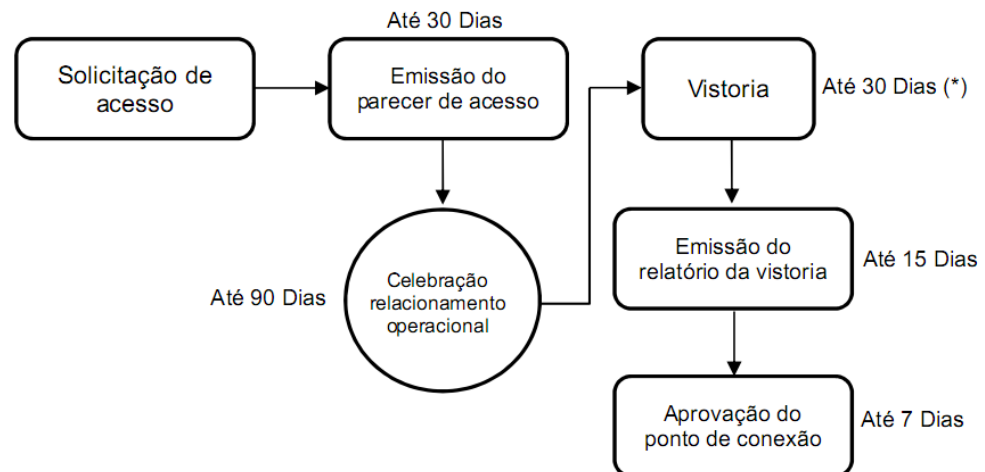 Solicitação de
acesso
Até 30 Dias
Emissão do
parecer de acesso
Até 90 Dias
Celebração
relacionamento
operacional
Vistoria
Até 30 Dias (*)
Emissão do
relatório da vistoria
Até 15 Dias
Aprovação do
ponto de conexão
Até 7 Dias